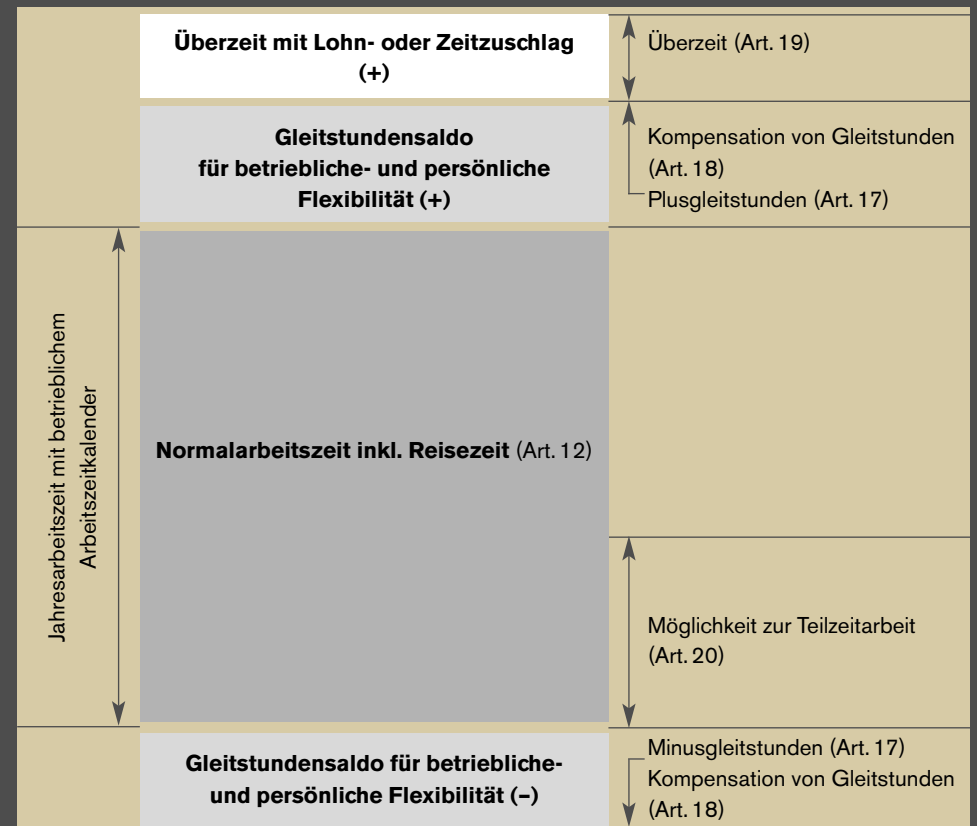 Überzeit mit Lohn- oder Zeitzuschlag
(+)
Überzeit (Art. 19)
Gleitstundensaldo
für betriebliche- und persönliche
Flexibilität (+)
Kompensation von Gleitstunden
(Art. 18)
Plusgleitstunden (Art. 17)
Jahresarbeitszeit mit betrieblichem
Arbeitszeitkalender
Normalarbeitszeit inkl. Reisezeit (Art. 12)
Möglichkeit zur Teilzeitarbeit
(Art. 20)
Gleitstundensaldo für betriebliche-
und persönliche Flexibilität (–)
Minusgleitstunden (Art. 17)
Kompensation von Gleitstunden
(Art. 18)